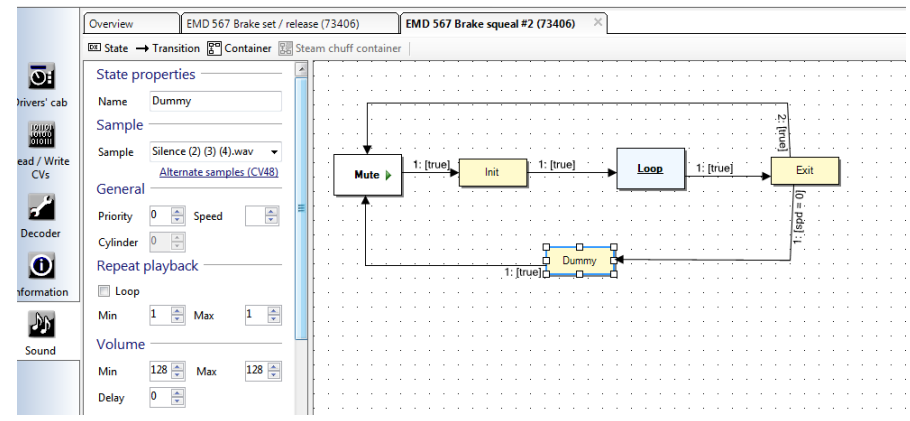 Overview
EMD 567 Brake set / release (73406)
EMD 567 Brake squeal #2 (73406)
State
Transition
Container
Steam chuff container
Drivers' cab
Read / Write
CVs
Decoder
Information
Sound
State properties
Name Dummy
Sample
Sample Silence (2) (3) (4).wav
Alternate samples (CV48)
General
Priority 0 Speed
Cylinder 0
Repeat playback
Loop
Min 1 Max 1
Volume
Min 128 Max 128
Delay 0
2: [true]
Mute
1: [true]
Init
1: [true]
Loop
1: [true]
Exit
1: [spd = 0]
Dummy
1: [true]